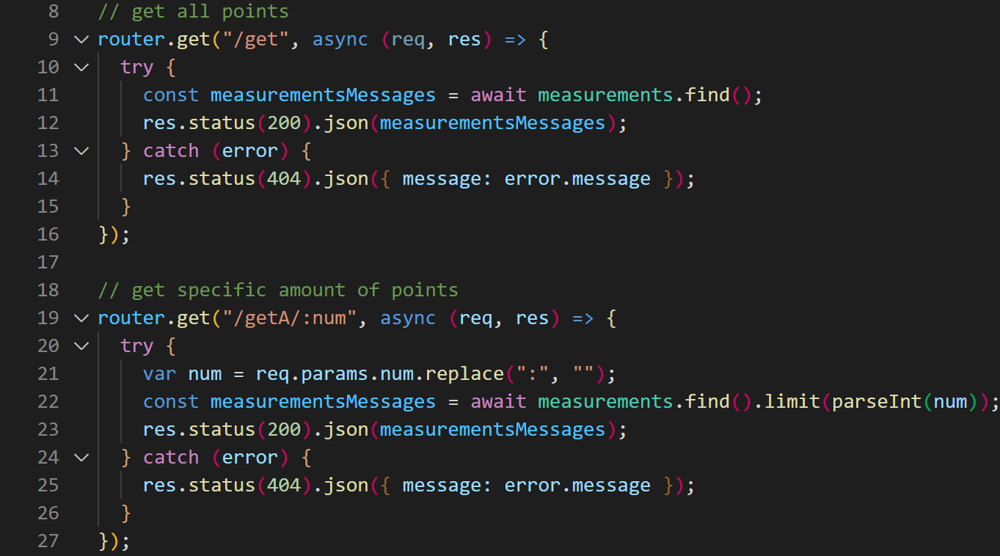 8 // get all points
9 router.get("/get", async (req, res) => {
10 try {
11 const measurementsMessages = await measurements.find();
12 res.status(200).json(measurementsMessages);
13 } catch (error) {
14 res.status(404).json({ message: error.message });
15 }
16 });
17
18 // get specific amount of points
19 router.get("/getA/:num", async (req, res) => {
20 try {
21 var num = req.params.num.replace(":", "");
22 const measurementsMessages = await measurements.find().limit(parseInt(num));
23 res.status(200).json(measurementsMessages);
24 } catch (error) {
25 res.status(404).json({ message: error.message });
26 }
27 });